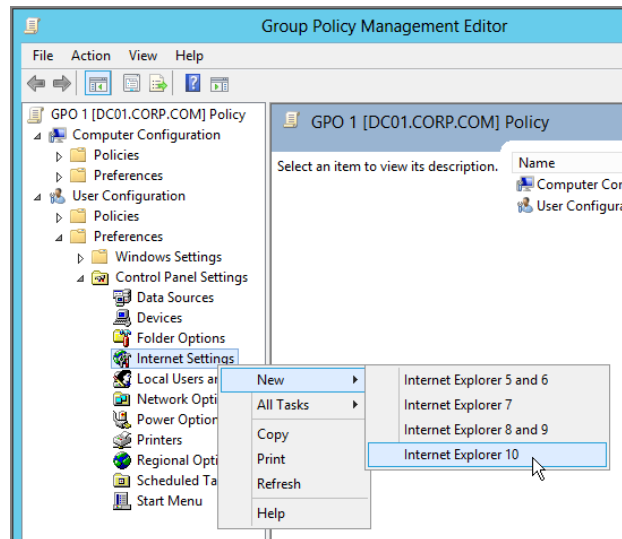 Group Policy Management Editor
File Action View Help
GPO 1 [DC01.CORP.COM] Policy
Computer Configuration
Policies
Preferences
User Configuration
Policies
Preferences
Windows Settings
Control Panel Settings
Data Sources
Devices
Folder Options
Internet Settings
Local Users ar
Network Opti
Power Option
Printers
Regional Opti
Scheduled Ta
Start Menu
GPO 1 [DC01.CORP.COM] Policy
Select an item to view its description.
Name
Computer Cor
User Configura
New
All Tasks
Copy
Print
Refresh
Help
Internet Explorer 5 and 6
Internet Explorer 7
Internet Explorer 8 and 9
Internet Explorer 10